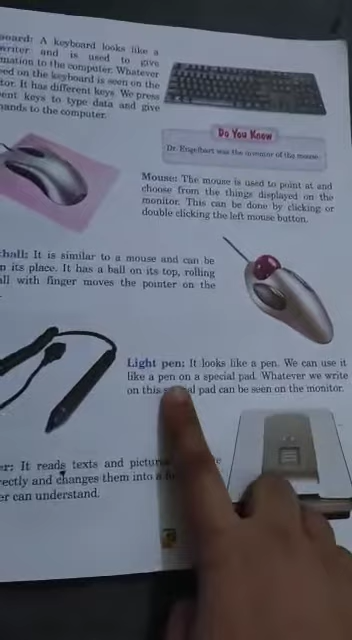 oard: A keyboard looks like a
writer and is used to give
mation to the computer. Whatever
ed on the keyboard is seen on the
tor. It has different keys. We press
ent keys to type data and give
mands to the computer.
Do You Know
Dr. Engelbart was the inventor of the mouse.
Mouse: The mouse is used to point at and
choose from the things displayed on the
monitor. This can be done by clicking or
double clicking the left mouse button.
ball: It is similar to a mouse and can be
n its place. It has a ball on its top, rolling
all with finger moves the pointer on the
Light pen: It looks like a pen. We can use it
like a pen on a special pad. Whatever we write
on this pad can be seen on the monitor.
er: It reads texts and
ectly and changes them into a
er can understand.